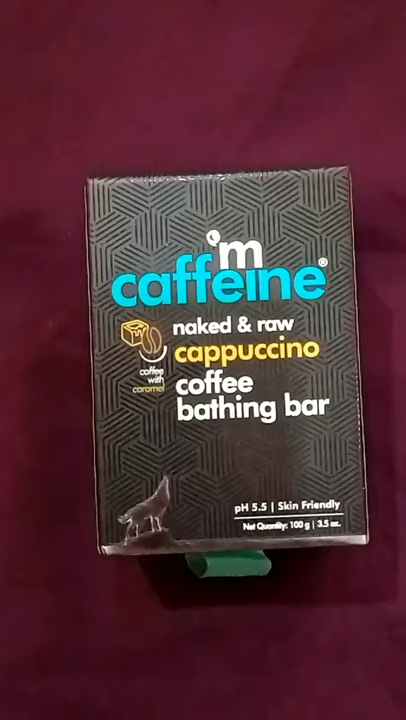 'm
caffeine®
naked & raw
cappuccino
coffee
with
caramel
coffee
bathing bar
pH 5.5 | Skin Friendly
Net Quantity: 100 g | 3.5 oz.